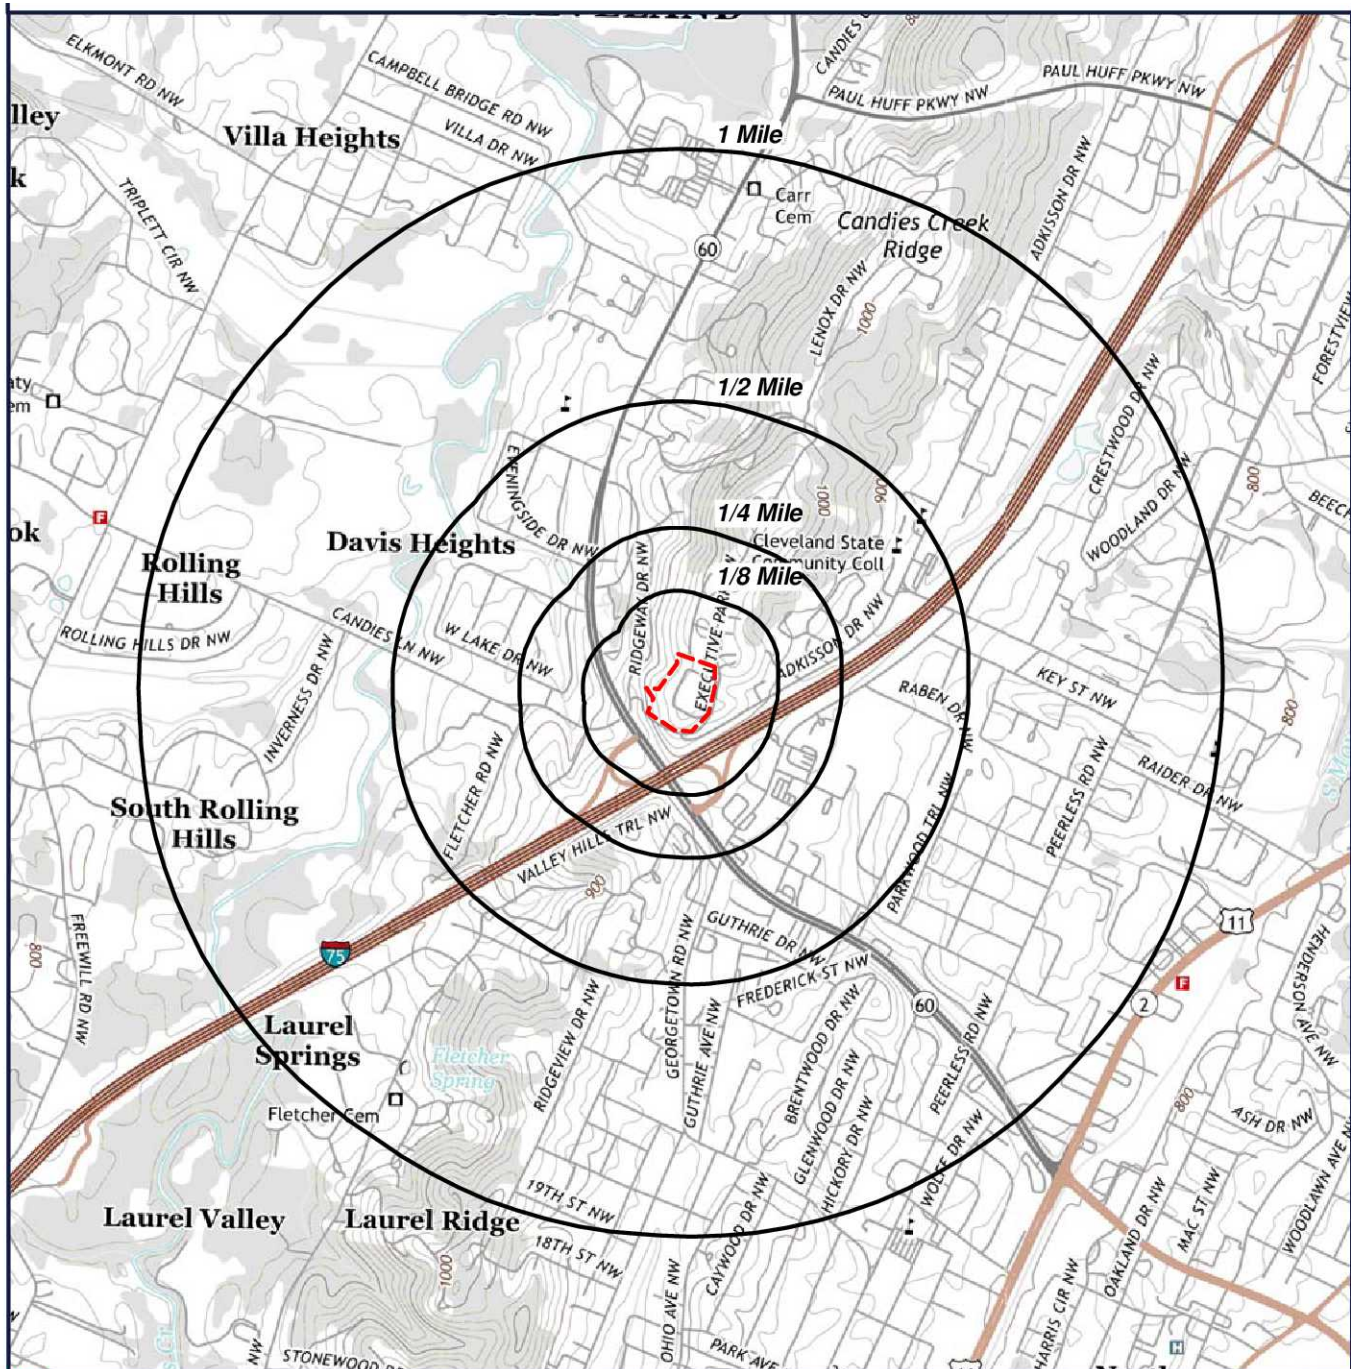 CANDIES
80
ELKMONT RD NW
CAMPBELL BRIDGE RD NW
PAUL HUFF PKWY NW
PAUL HUFF PKWY NW
lley
Villa Heights
VILLA DR NW
1 Mile
k
TRIPLETT CIR NW
Carr
Cem
Candies Creek
Ridge
ADKISSON DR NW
60
LENOX DR NW
1000
FORESTVIEW
aty
em
1/2 Mile
CRESTWOOD DR NW
EVENINGSIDE DR NW
1000
900
WOODLAND DR NW
800
BEECH
F
ok
1/4 Mile
Davis Heights
Cleveland State
Community Coll
Rolling
Hills
1/8 Mile
RIDGEWAY DR NW
EXECUTIVE PARK
ROLLING HILLS DR NW
CANDIES LN NW
W LAKE DR NW
ADKISSON DR NW
INVERNESS DR NW
RABEN DR NW
KEY ST NW
800
FLETCHER RD NW
PEERLESS RD NW
RAIDER DR NW
South Rolling
Hills
VALLEY HILLS TRL NW
PARKWOOD TRL NW
900
FREEWILL RD NW
800
GUTHRIE DR NW
11
HENDERSON AVE NW
75
GEORGETOWN RD NW
FREDERICK ST NW
F
60
2
RIDGEVIEW DR NW
GUTHRIE AVE NW
BRENTWOOD DR NW
PEERLESS RD NW
Laurel
Springs
Fletcher
Spring
GLENWOOD DR NW
HICKORY DR NW
800
ASH DR NW
Fletcher Cem
WOLFE DR NW
WOODLAWN AVE NW
19TH ST NW
MAC ST NW
Laurel Valley
Laurel Ridge
18TH ST NW
CAYWOOD DR NW
OAKLAND DR NW
1000
OHIO AVE NW
HARRIS CIR NW
NW
STONEWOOD
PARK AVE
H